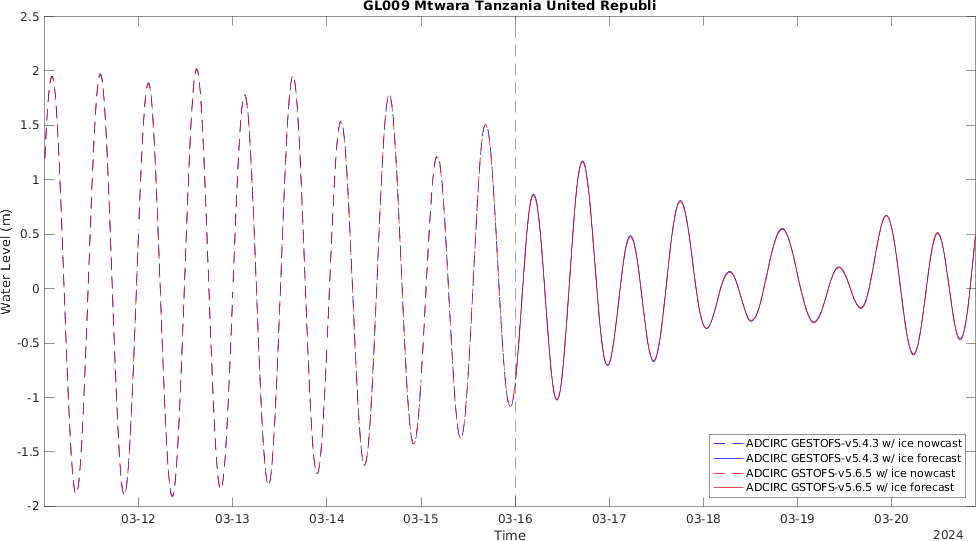 GL009 Mtwara Tanzania United Republi
2.5
2
1.5
1
0.5
0
-0.5
-1
-1.5
-2
Water Level (m)
ADCIRC GESTOFS-v5.4.3 w/ ice nowcast
ADCIRC GESTOFS-v5.4.3 w/ ice forecast
ADCIRC GSTOFS-v5.6.5 w/ ice nowcast
ADCIRC GSTOFS-v5.6.5 w/ ice forecast
03-12 03-13 03-14 03-15 03-16 03-17 03-18 03-19 03-20
Time
2024